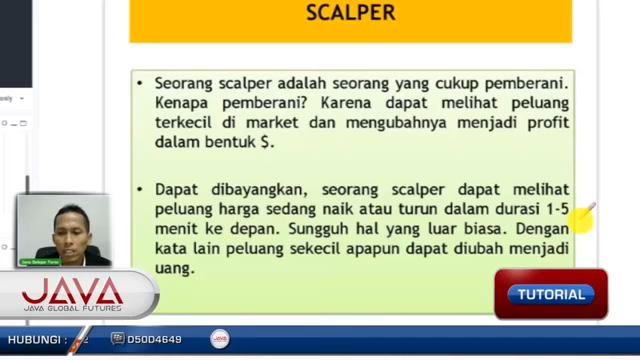 SCALPER
• Seorang scalper adalah seorang yang cukup pemberani.
Kenapa pemberani? Karena dapat melihat peluang
terkecil di market dan mengubahnya menjadi profit
dalam bentuk $.
• Dapat dibayangkan, seorang scalper dapat melihat
peluang harga sedang naik atau turun dalam durasi 1-5
menit ke depan. Sungguh hal yang luar biasa. Dengan
kata lain peluang sekecil apapun dapat diubah menjadi
uang.
JAVA
JAVA GLOBAL FUTURES
TUTORIAL
HUBUNGI :
D50D4649
JAVA